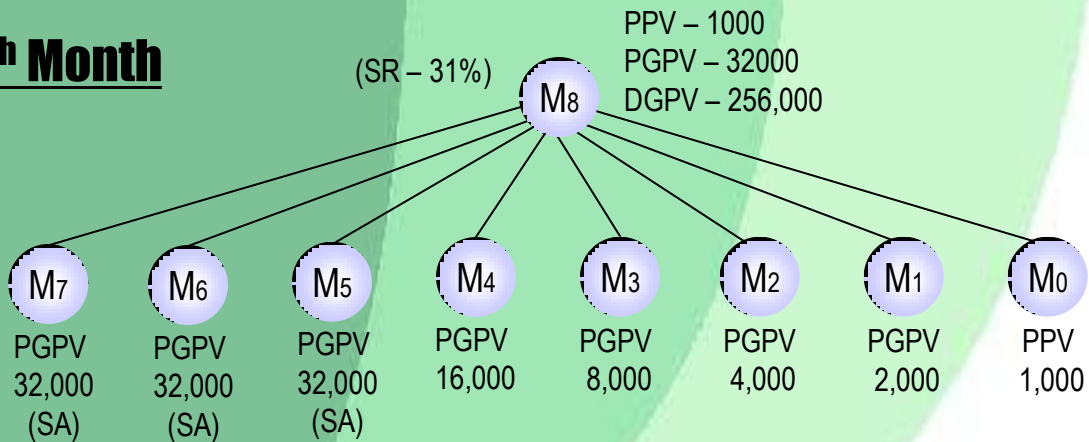 h Month
(SR – 31%)
PPV – 1000
PGPV – 32000
DGPV – 256,000
M8
M7
M6
M5
M4
M3
M2
M1
M0
PGPV
32,000
(SA)
PGPV
32,000
(SA)
PGPV
32,000
(SA)
PGPV
16,000
PGPV
8,000
PGPV
4,000
PGPV
2,000
PPV
1,000